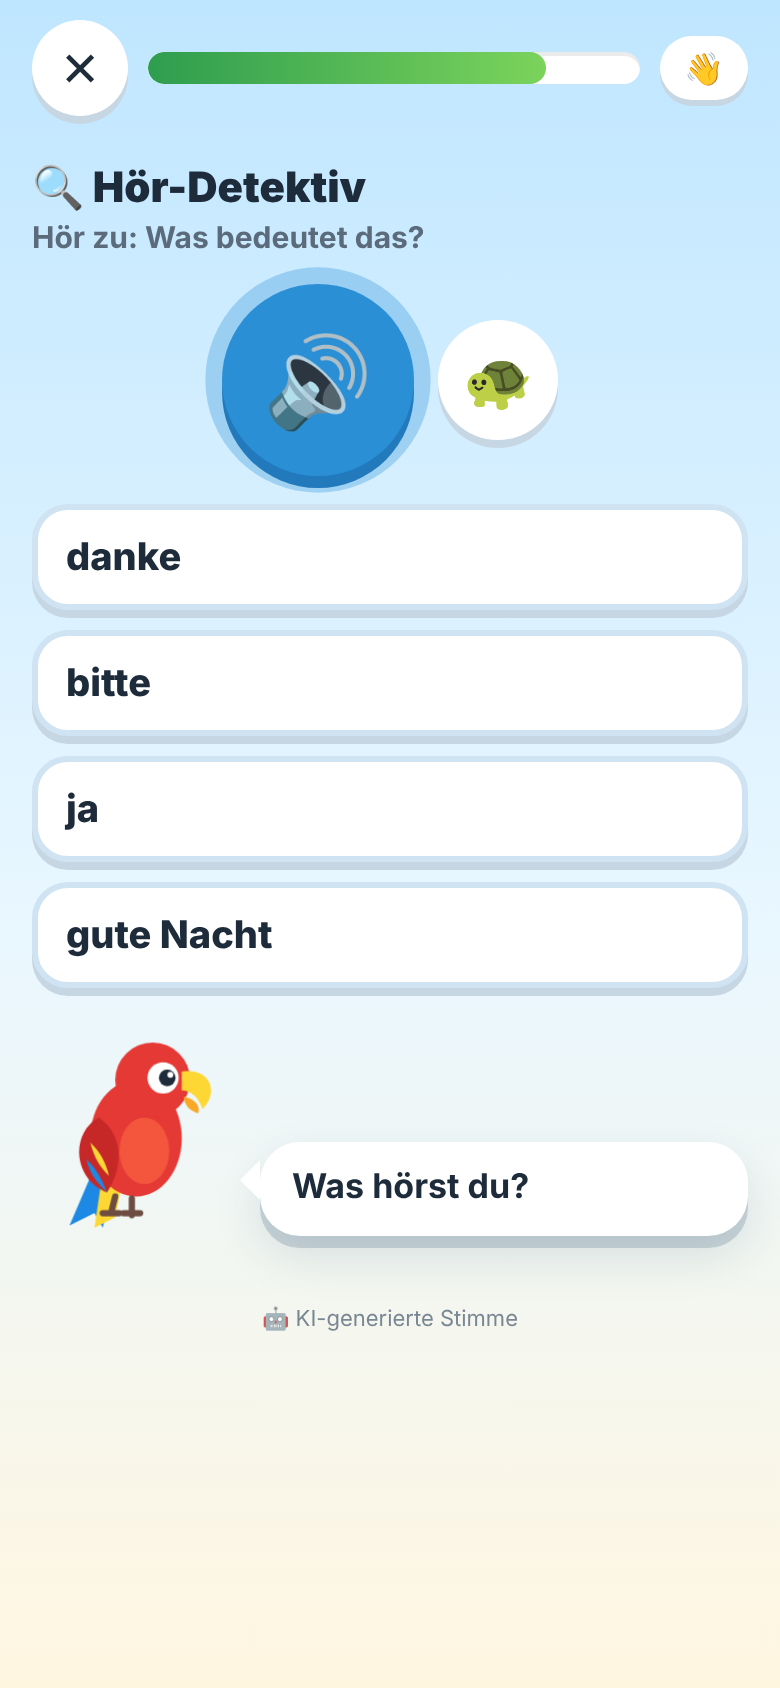 Hör-Detektiv
Hör zu: Was bedeutet das?
danke
bitte
ja
gute Nacht
Was hörst du?
KI-generierte Stimme